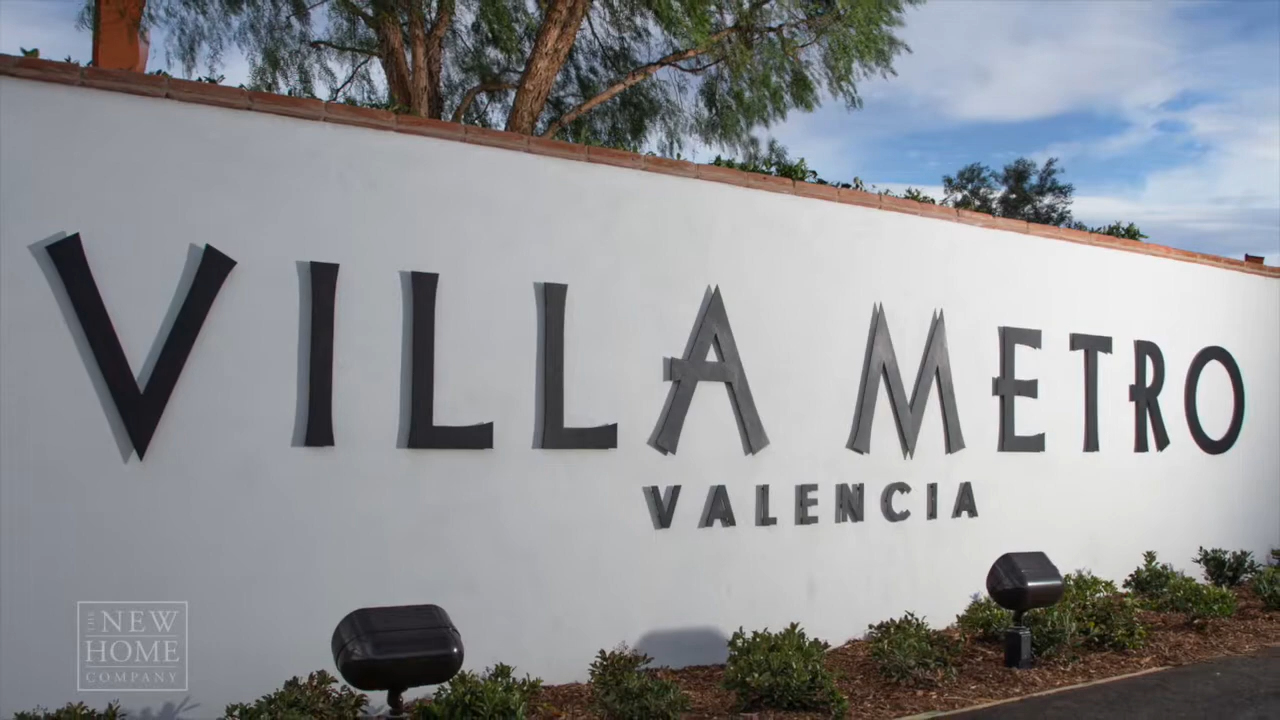 VILLA METRO
VALENCIA
THE
NEW
HOME
COMPANY